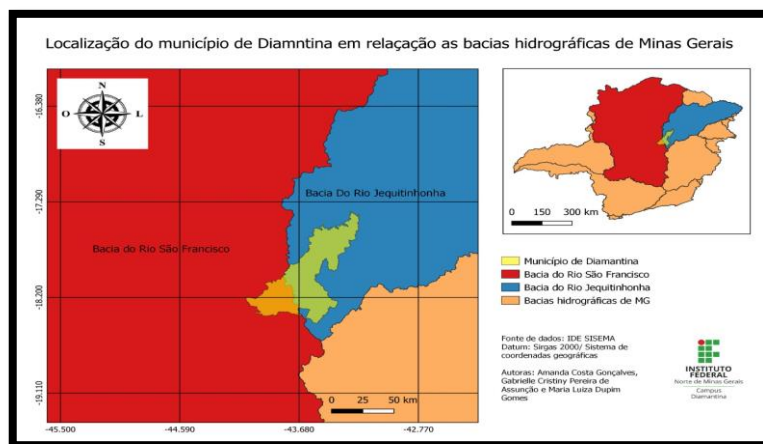 Localização do município de Diamntina em relaçação as bacias hidrográficas de Minas Gerais
N
O
L
S
-16.380
-17.290
-18.200
-19.110
-45.500
-44.590
-43.680
-42.770
Bacia Do Rio Jequitinhonha
Bacia do Rio São Francisco
0 25 50 km
0 150 300 km
Município de Diamantina
Bacia do Rio São Francisco
Bacia do Rio Jequitinhonha
Bacias hidrográficas de MG
Fonte de dados: IDE SISEMA
Datum: Sirgas 2000/ Sistema de
coordenadas geográficas
Autoras: Amanda Costa Gonçalves,
Gabrielle Cristiny Pereira de
Assunção e Maria Luiza Dupim
Gomes
INSTITUTO
FEDERAL
Norte de Minas Gerais
Campus
Diamantina